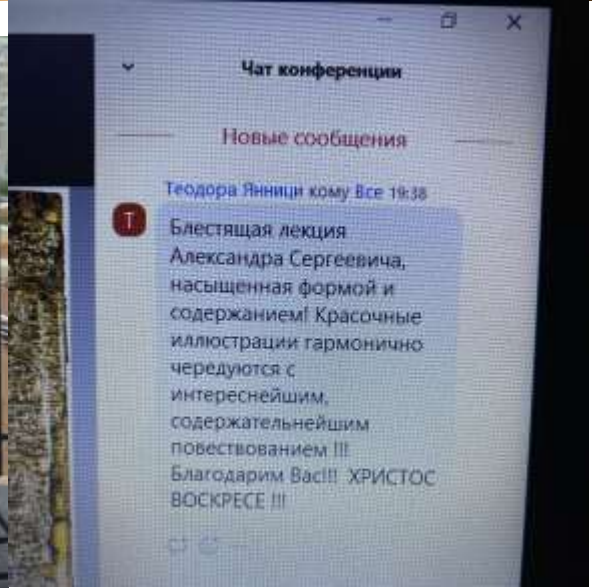 Чат конференции
Новые сообщения
Теодора Янници кому Все 19:38
Т
Блестящая лекция
Александра Сергеевича,
насыщенная формой и
содержанием! Красочные
иллюстрации гармонично
чередуются с
интереснейшим,
содержательнейшим
повествованием !!!
Благодарим Вас!!! ХРИСТОС
ВОСКРЕСЕ !!!